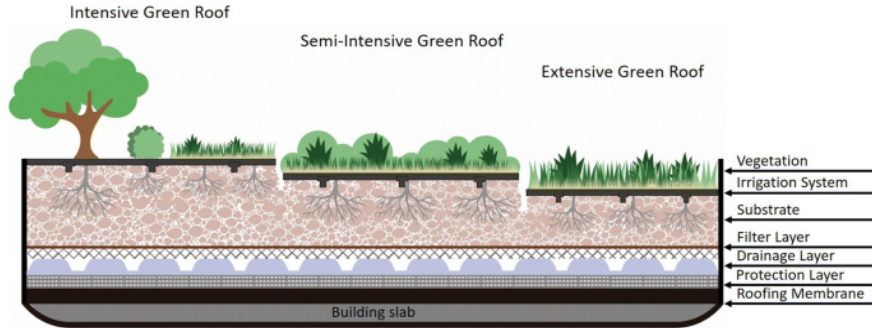 Intensive Green Roof
Semi-Intensive Green Roof
Extensive Green Roof
Vegetation
Irrigation System
Substrate
Filter Layer
Drainage Layer
Protection Layer
Roofing Membrane
Building slab